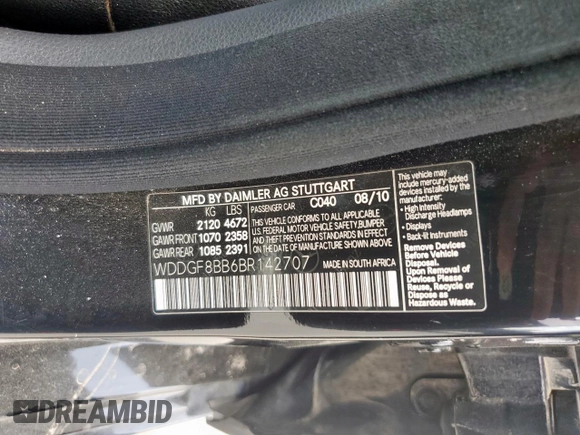 MFD BY DAIMLER AG STUTTGART
KG LBS
GVWR 2120 4672
GAWR FRONT 1070 2358
GAWR REAR 1085 2391
PASSENGER CAR C040 08/10
THIS VEHICLE CONFORMS TO ALL APPLICABLE
U.S. FEDERAL MOTOR VEHICLE SAFETY, BUMPER
AND THEFT PREVENTION STANDARDS IN
EFFECT ON THE DATE OF
MANUFACTURE SHOWN ABOVE
WDDGF8BB6BR142707
This vehicle may
include mercury-added
devices installed by the
manufacturer:
• High Intensity
Discharge Headlamps
• Displays
• Back-lit Instruments
Remove Devices
Before Vehicle
Disposal.
Upon Removal of
Devices Please
Reuse, Recycle or
Dispose as
Hazardous Waste.
DREAMBID